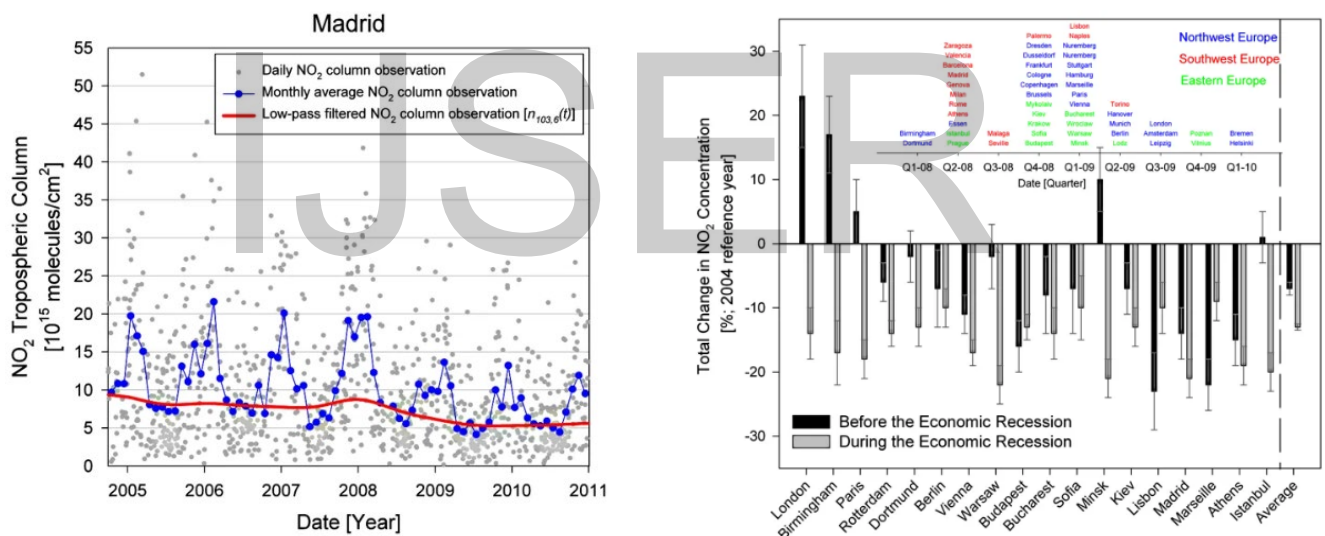 Madrid
NO₂ Tropospheric Column
[10¹⁵ molecules/cm²]
55
50
45
40
35
30
25
20
15
10
5
0
Daily NO₂ column observation
Monthly average NO₂ column observation
Low-pass filtered NO₂ column observation [n₁₀₃,₆(t)]
2005 2006 2007 2008 2009 2010 2011
Date [Year]
IJSER
Total Change in NO₂ Concentration
[%; 2004 reference year]
30
20
10
0
-10
-20
-30
Lisbon
Palermo Naples
Zaragoza Dresden Nuremberg
Valencia Dusseldorf Nuremberg
Barcelona Frankfurt Stuttgart
Madrid Cologne Hamburg
Genova Copenhagen Marseille
Milan Brussels Paris
Rome Vienna Torino
Athens Kiev Bucharest Hanover
Essen Krakow Wroclaw Munich London
Birmingham Istanbul Malaga Sofia Warsaw Berlin Amsterdam Poznan Bremen
Dortmund Prague Seville Budapest Minsk Lodz Leipzig Vilnius Helsinki
Q1-08 Q2-08 Q3-08 Q4-08 Q1-09 Q2-09 Q3-09 Q4-09 Q1-10
Date [Quarter]
Northwest Europe
Southwest Europe
Eastern Europe
Before the Economic Recession
During the Economic Recession
London
Birmingham
Paris
Rotterdam
Dortmund
Berlin
Vienna
Warsaw
Budapest
Bucharest
Sofia
Minsk
Kiev
Lisbon
Madrid
Marseille
Athens
Istanbul
Average